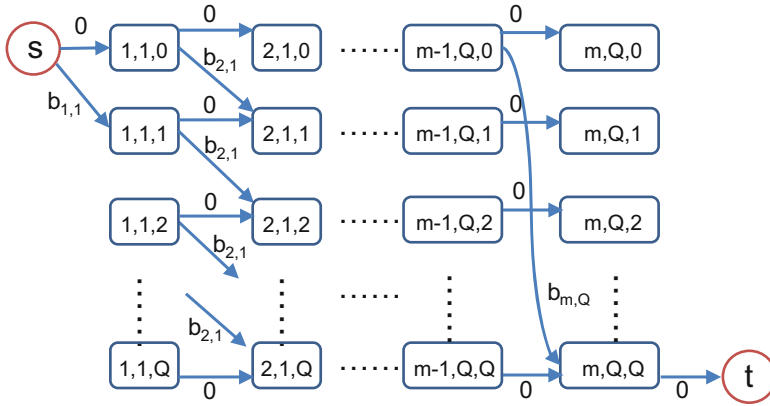 0 0 0
s 1,1,0 2,1,0 ...... m-1,Q,0 m,Q,0
b2,1
b1,1 0 0
1,1,1 2,1,1 ...... m-1,Q,1 m,Q,1
b2,1
0 0
1,1,2 2,1,2 ...... m-1,Q,2 m,Q,2
b2,1
...... bm,Q
b2,1
1,1,Q 2,1,Q ...... m-1,Q,Q m,Q,Q t
0 0 0